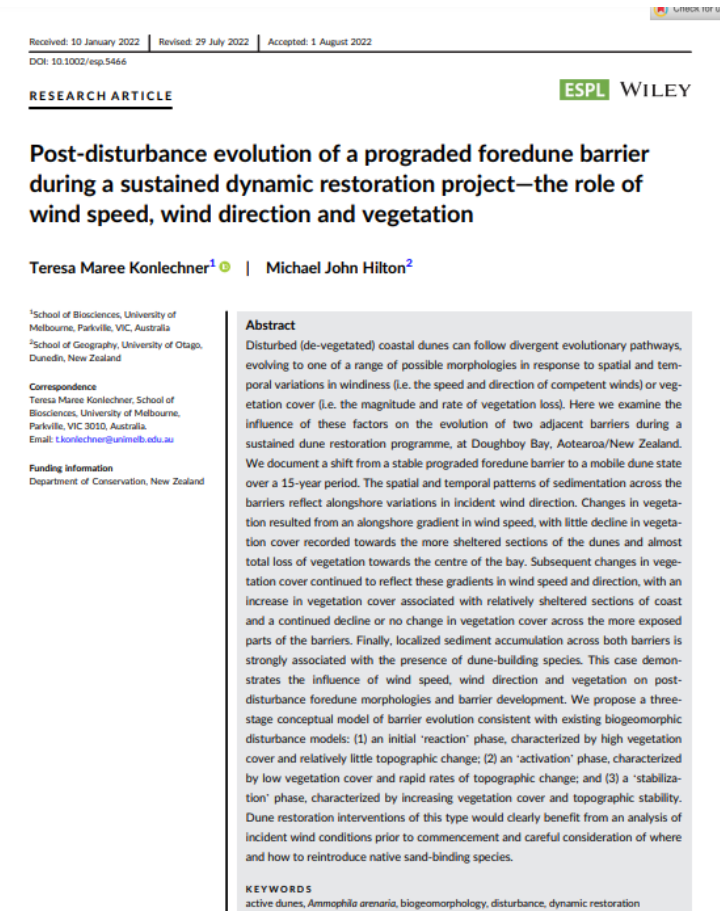 Check for u
Received: 10 January 2022 | Revised: 29 July 2022 | Accepted: 1 August 2022
DOI: 10.1002/esp.5466
RESEARCH ARTICLE
ESPL WILEY
Post-disturbance evolution of a prograded foredune barrier
during a sustained dynamic restoration project—the role of
wind speed, wind direction and vegetation
Teresa Maree Konlechner1 | Michael John Hilton2
1School of Biosciences, University of
Melbourne, Parkville, VIC, Australia
2School of Geography, University of Otago,
Dunedin, New Zealand
Correspondence
Teresa Maree Konlechner, School of
Biosciences, University of Melbourne,
Parkville, VIC 3010, Australia.
Email: t.konlechner@unimelb.edu.au
Funding information
Department of Conservation, New Zealand
Abstract
Disturbed (de-vegetated) coastal dunes can follow divergent evolutionary pathways,
evolving to one of a range of possible morphologies in response to spatial and tem-
poral variations in windiness (i.e. the speed and direction of competent winds) or veg-
etation cover (i.e. the magnitude and rate of vegetation loss). Here we examine the
influence of these factors on the evolution of two adjacent barriers during a
sustained dune restoration programme, at Doughboy Bay, Aotearoa/New Zealand.
We document a shift from a stable prograded foredune barrier to a mobile dune state
over a 15-year period. The spatial and temporal patterns of sedimentation across the
barriers reflect alongshore variations in incident wind direction. Changes in vegeta-
tion resulted from an alongshore gradient in wind speed, with little decline in vegeta-
tion cover recorded towards the more sheltered sections of the dunes and almost
total loss of vegetation towards the centre of the bay. Subsequent changes in vege-
tation cover continued to reflect these gradients in wind speed and direction, with an
increase in vegetation cover associated with relatively sheltered sections of coast
and a continued decline or no change in vegetation cover across the more exposed
parts of the barriers. Finally, localized sediment accumulation across both barriers is
strongly associated with the presence of dune-building species. This case demon-
strates the influence of wind speed, wind direction and vegetation on post-
disturbance foredune morphologies and barrier development. We propose a three-
stage conceptual model of barrier evolution consistent with existing biogeomorphic
disturbance models: (1) an initial 'reaction' phase, characterized by high vegetation
cover and relatively little topographic change; (2) an 'activation' phase, characterized
by low vegetation cover and rapid rates of topographic change; and (3) a 'stabiliza-
tion' phase, characterized by increasing vegetation cover and topographic stability.
Dune restoration interventions of this type would clearly benefit from an analysis of
incident wind conditions prior to commencement and careful consideration of where
and how to reintroduce native sand-binding species.
KEYWORDS
active dunes, Ammophila arenaria, biogeomorphology, disturbance, dynamic restoration